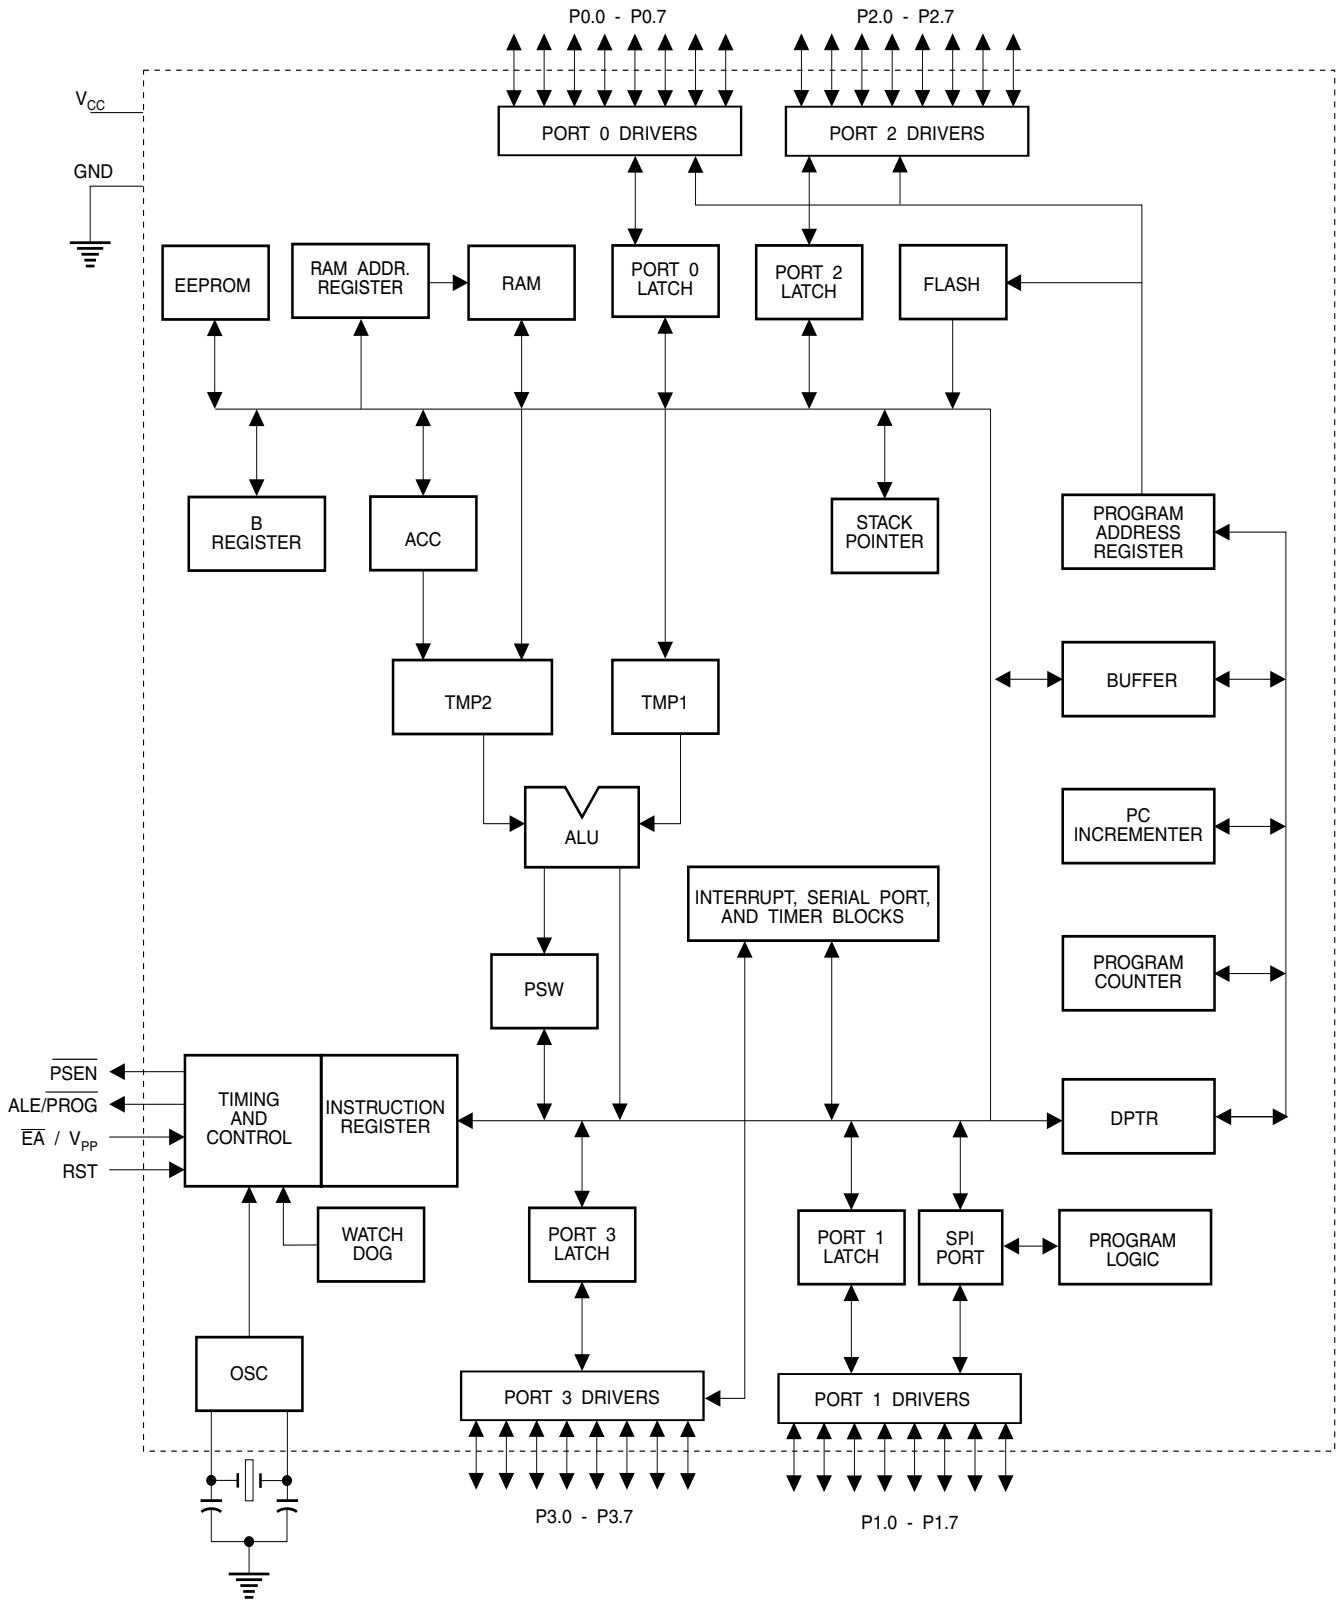 P0.0 - P0.7
P2.0 - P2.7
VCC
PORT 0 DRIVERS
PORT 2 DRIVERS
GND
EEPROM
RAM ADDR.
REGISTER
RAM
PORT 0
LATCH
PORT 2
LATCH
FLASH
B
REGISTER
ACC
STACK
POINTER
PROGRAM
ADDRESS
REGISTER
TMP2
TMP1
BUFFER
ALU
PC
INCREMENTER
INTERRUPT, SERIAL PORT,
AND TIMER BLOCKS
PSW
PROGRAM
COUNTER
PSEN
ALE/PROG
EA / VPP
RST
TIMING
AND
CONTROL
INSTRUCTION
REGISTER
DPTR
WATCH
DOG
PORT 3
LATCH
PORT 1
LATCH
SPI
PORT
PROGRAM
LOGIC
OSC
PORT 3 DRIVERS
PORT 1 DRIVERS
P3.0 - P3.7
P1.0 - P1.7